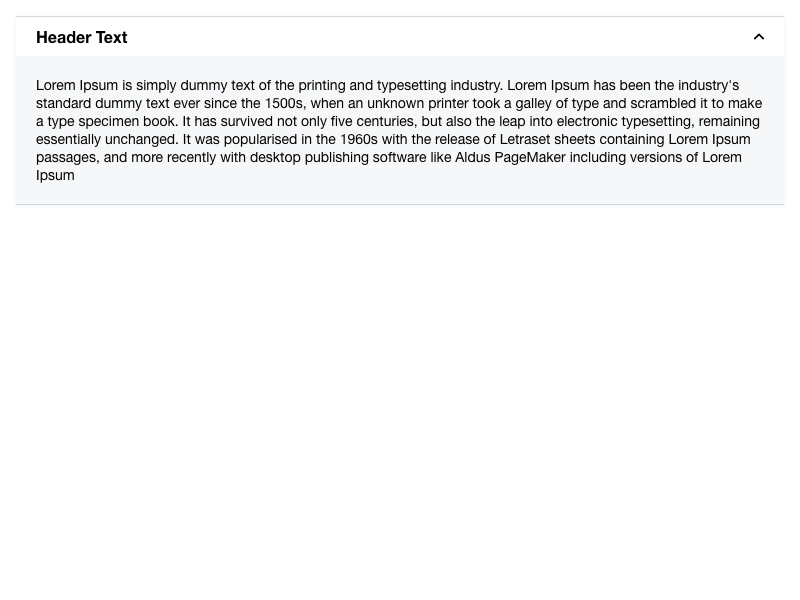 Header Text
Lorem Ipsum is simply dummy text of the printing and typesetting industry. Lorem Ipsum has been the industry's
standard dummy text ever since the 1500s, when an unknown printer took a galley of type and scrambled it to make
a type specimen book. It has survived not only five centuries, but also the leap into electronic typesetting, remaining
essentially unchanged. It was popularised in the 1960s with the release of Letraset sheets containing Lorem Ipsum
passages, and more recently with desktop publishing software like Aldus PageMaker including versions of Lorem
Ipsum